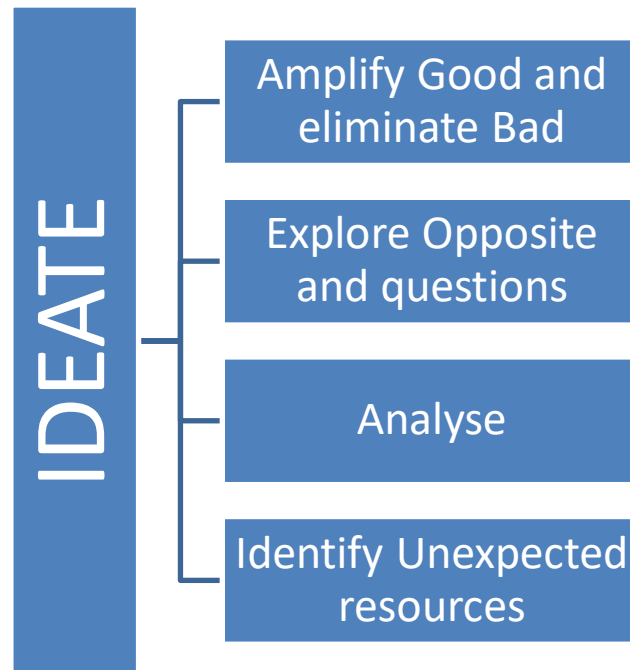 IDEATE
Amplify Good and
eliminate Bad
Explore Opposite
and questions
Analyse
Identify Unexpected
resources